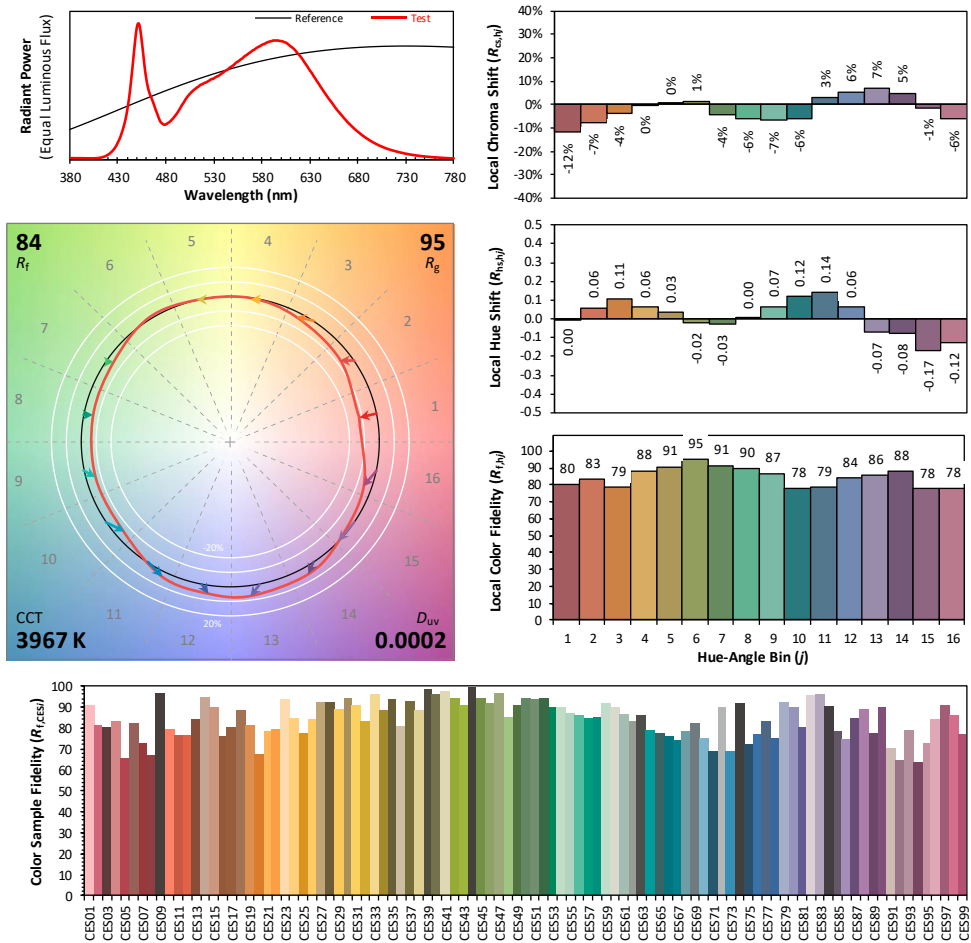 Radiant Power
(Equal Luminous Flux)
Reference
Test
380 430 480 530 580 630 680 730 780
Wavelength (nm)
Local Chroma Shift (Rcs,hj)
40%
30%
20%
10%
0%
-10%
-20%
-30%
-40%
-12% -7% -4% 0% 0% 1% -4% -6% -7% -6% 3% 6% 7% 5% -1% -6%
84
Rf
95
Rg
5 4
6 3
7 2
8 1
9 16
10 15
11 14
12 13
-20%
20%
CCT
3967 K
Duv
0.0002
Local Hue Shift (Rhs,hj)
0.5
0.4
0.3
0.2
0.1
0.0
-0.1
-0.2
-0.3
-0.4
-0.5
0.00 0.06 0.11 0.06 0.03 -0.02 -0.03 0.00 0.07 0.12 0.14 0.06 -0.07 -0.08 -0.17 -0.12
Local Color Fidelity (Rf,hj)
100
90
80
70
60
50
40
30
20
10
0
80 83 79 88 91 95 91 90 87 78 79 84 86 88 78 78
1 2 3 4 5 6 7 8 9 10 11 12 13 14 15 16
Hue-Angle Bin (j)
Color Sample Fidelity (Rf,CESi)
100
90
80
70
60
50
40
30
20
10
0
CES01 CES03 CES05 CES07 CES09 CES11 CES13 CES15 CES17 CES19 CES21 CES23 CES25 CES27 CES29 CES31 CES33 CES35 CES37 CES39 CES41 CES43 CES45 CES47 CES49 CES51 CES53 CES55 CES57 CES59 CES61 CES63 CES65 CES67 CES69 CES71 CES73 CES75 CES77 CES79 CES81 CES83 CES85 CES87 CES89 CES91 CES93 CES95 CES97 CES99